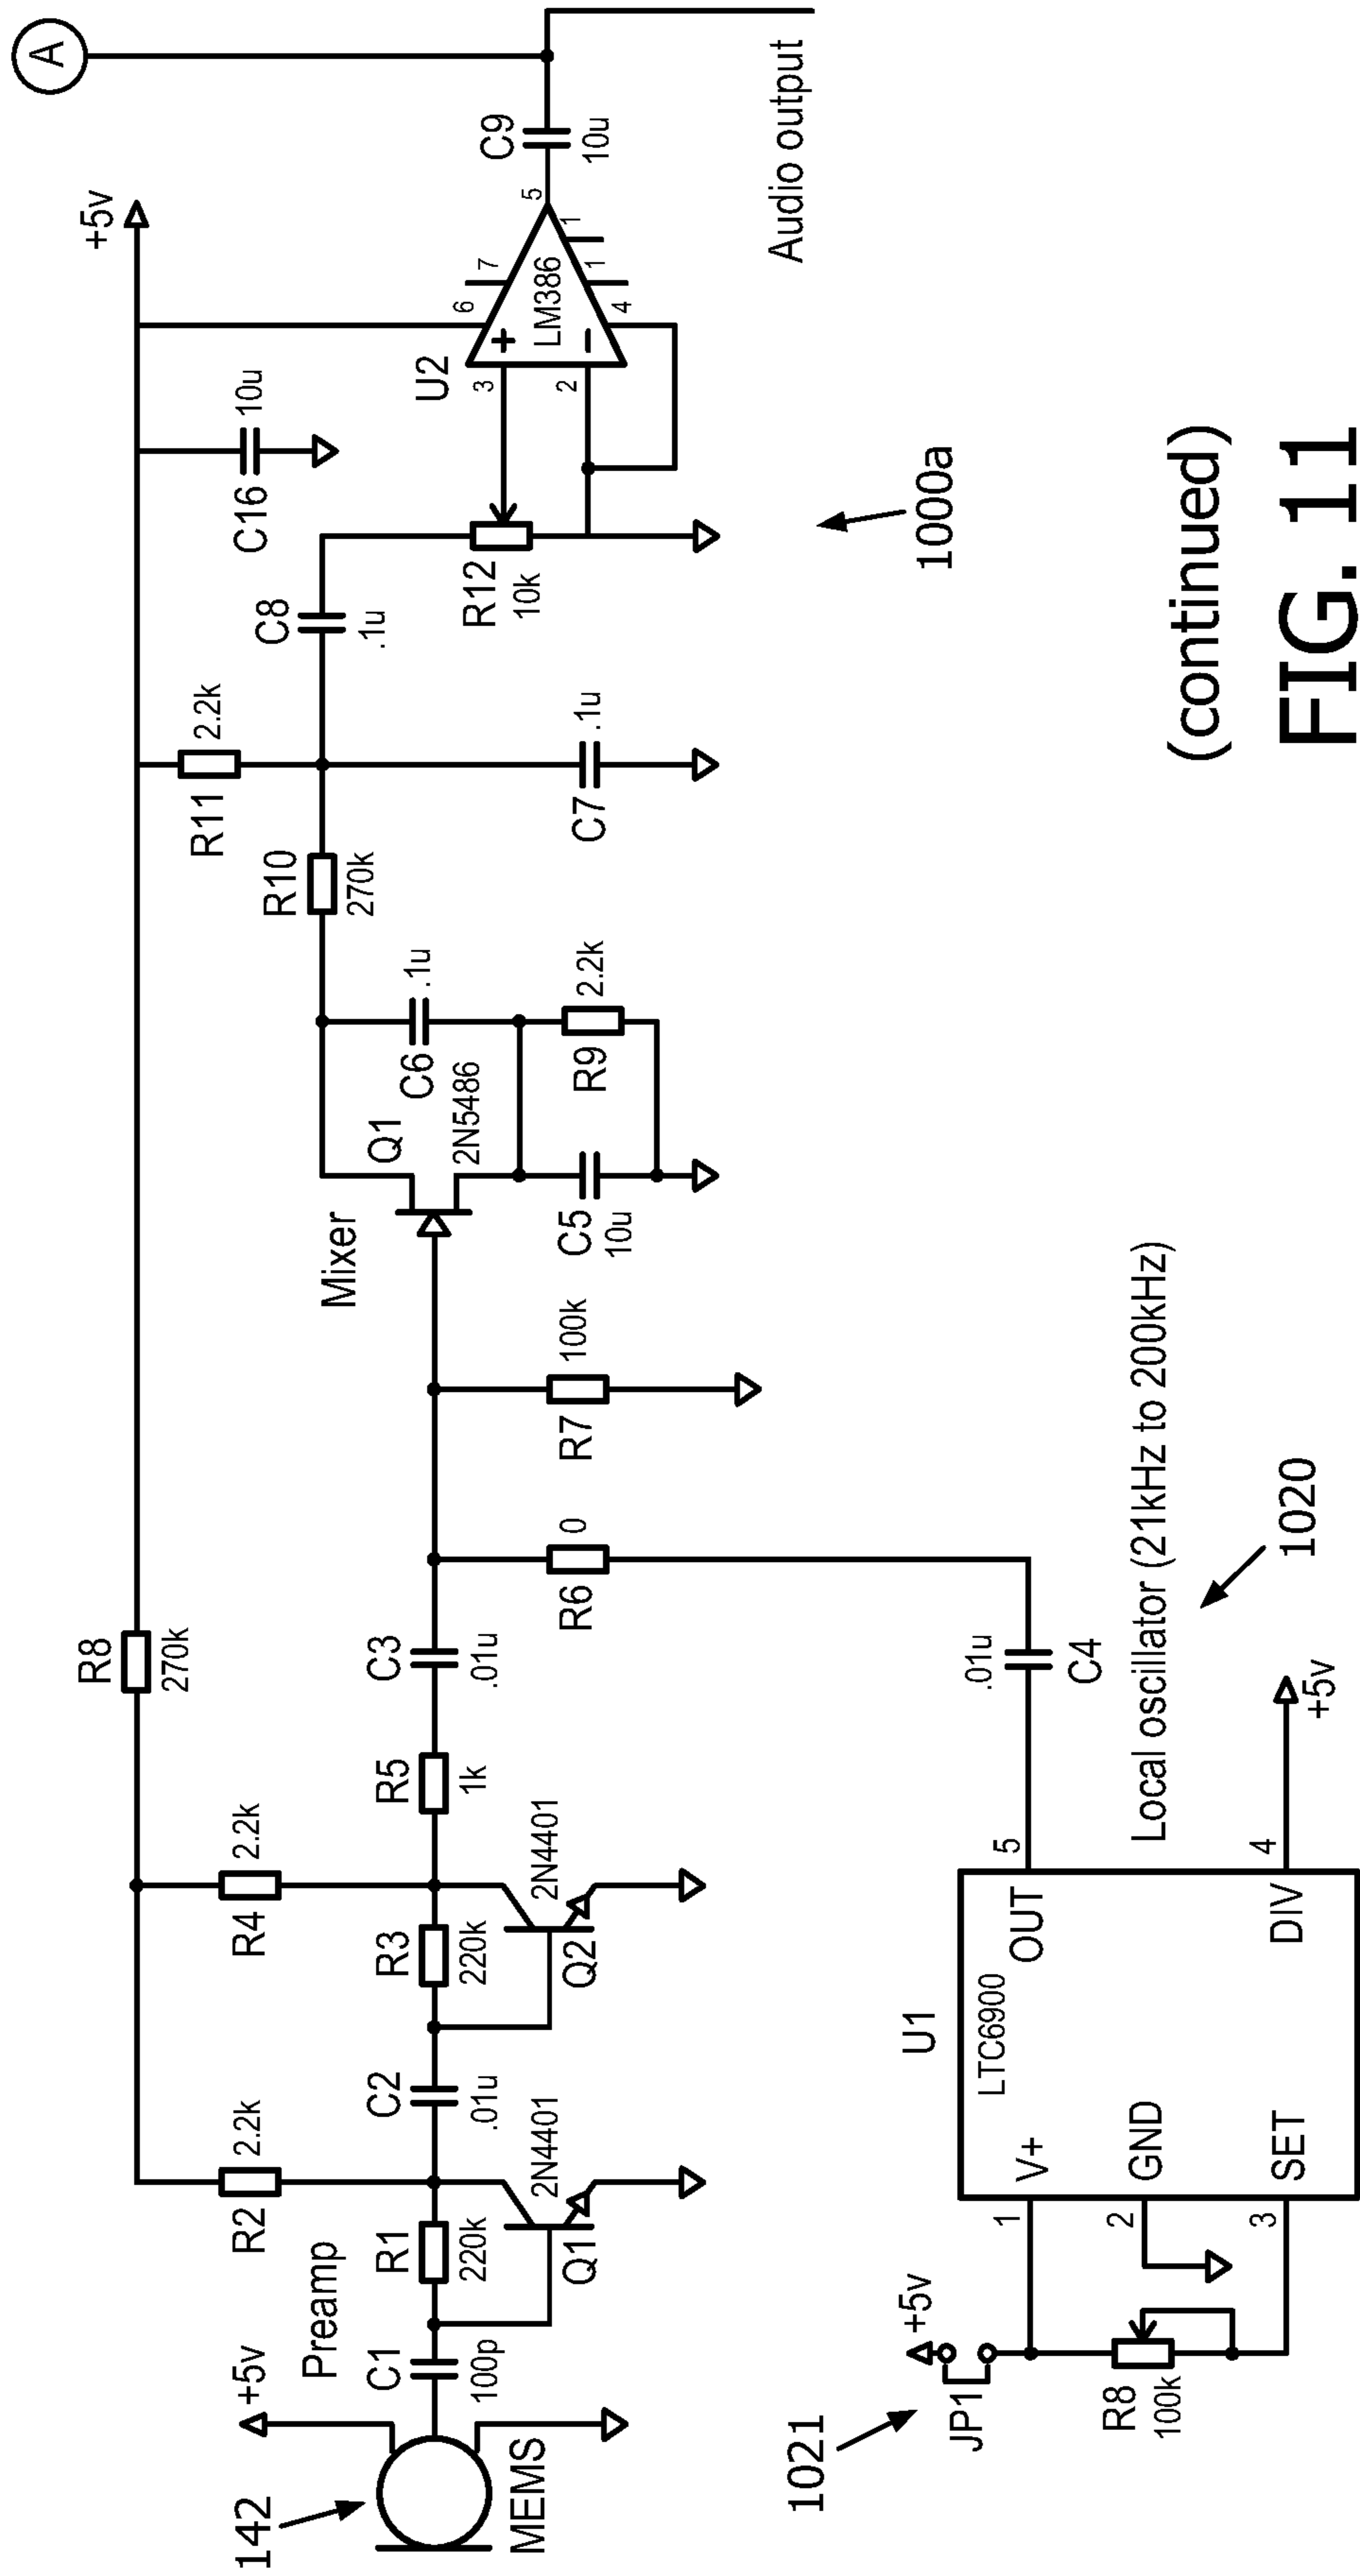 A
+5v
C16
10u
R11
2.2k
C8
.1u
R10
270k
R12
10k
C7
.1u
U2
LM386
+
−
3
2
6
7
5
1
1
4
C9
10u
Audio output
1000a
R8
270k
R4
2.2k
R2
2.2k
142
+5v
MEMS
Preamp
C1
100p
R1
220k
Q1
2N4401
C2
.01u
R3
220k
Q2
2N4401
R5
1k
C3
.01u
R6
0
R7
100k
Mixer
Q1
2N5486
C6
.1u
C5
10u
R9
2.2k
1021
+5v
JP1
R8
100k
U1
LTC6900
V+
GND
SET
OUT
DIV
1
2
3
5
4
.01u
C4
+5v
Local oscillator (21kHz to 200kHz)
1020
(continued)
FIG. 11